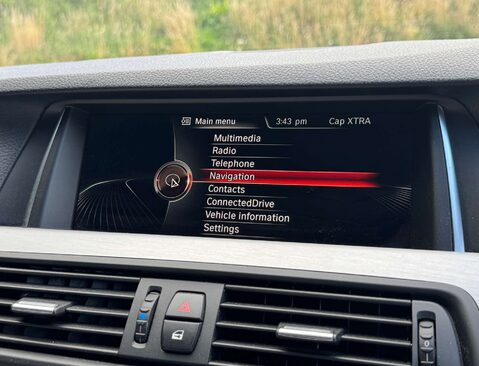 Main menu 3:43 pm Cap XTRA
Multimedia
Radio
Telephone
Navigation
Contacts
ConnectedDrive
Vehicle information
Settings